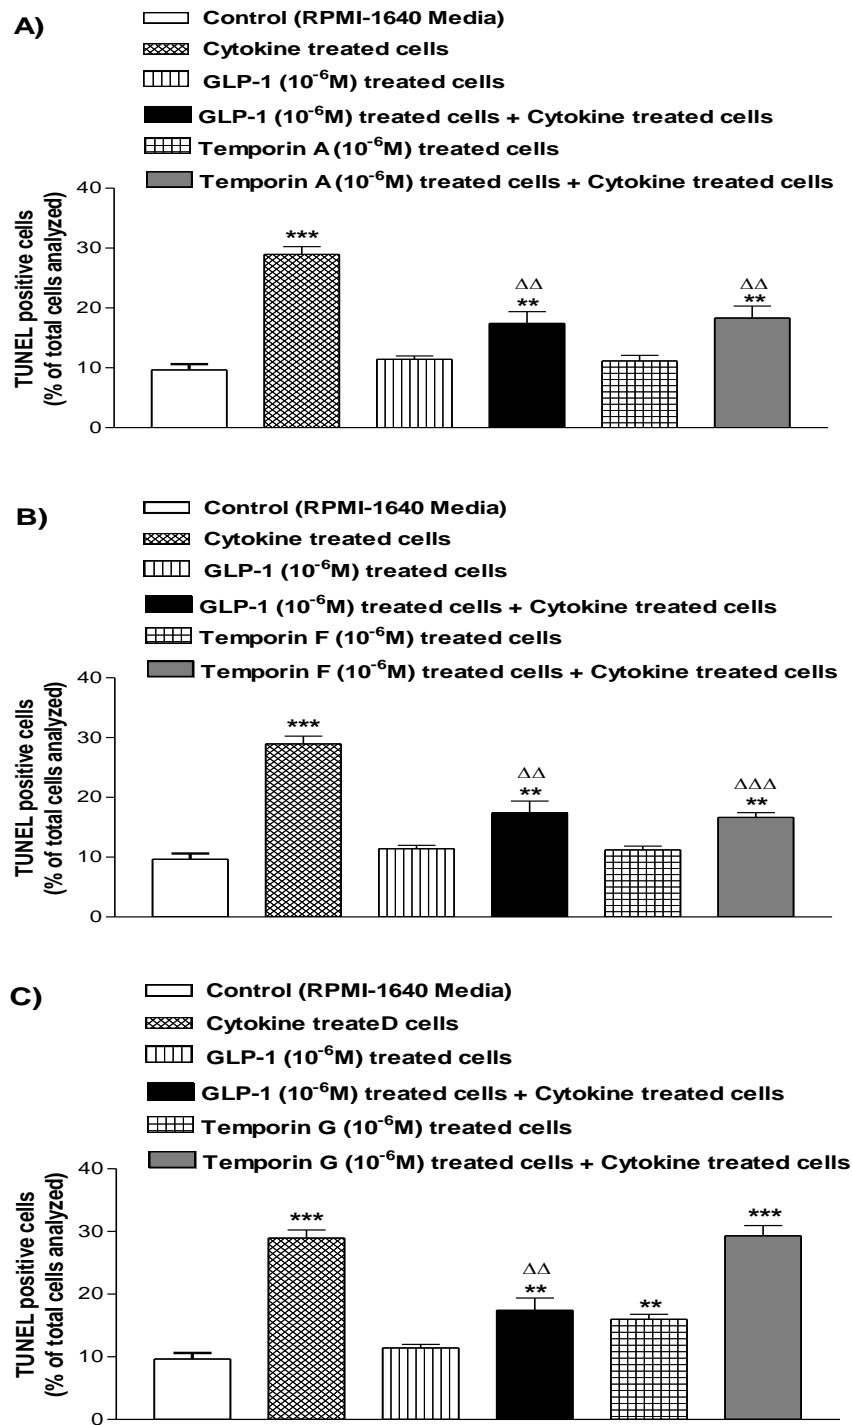 A)
Control (RPMI-1640 Media)
Cytokine treated cells
GLP-1 (10⁻⁶M) treated cells
GLP-1 (10⁻⁶M) treated cells + Cytokine treated cells
Temporin A (10⁻⁶M) treated cells
Temporin A (10⁻⁶M) treated cells + Cytokine treated cells
TUNEL positive cells
(% of total cells analyzed)
40
30
20
10
0
***
ΔΔ
**
ΔΔ
**
B)
Control (RPMI-1640 Media)
Cytokine treated cells
GLP-1 (10⁻⁶M) treated cells
GLP-1 (10⁻⁶M) treated cells + Cytokine treated cells
Temporin F (10⁻⁶M) treated cells
Temporin F (10⁻⁶M) treated cells + Cytokine treated cells
TUNEL positive cells
(% of total cells analyzed)
40
30
20
10
0
***
ΔΔ
**
ΔΔΔ
**
C)
Control (RPMI-1640 Media)
Cytokine treateD cells
GLP-1 (10⁻⁶M) treated cells
GLP-1 (10⁻⁶M) treated cells + Cytokine treated cells
Temporin G (10⁻⁶M) treated cells
Temporin G (10⁻⁶M) treated cells + Cytokine treated cells
TUNEL positive cells
(% of total cells analyzed)
40
30
20
10
0
***
ΔΔ
**
**
***